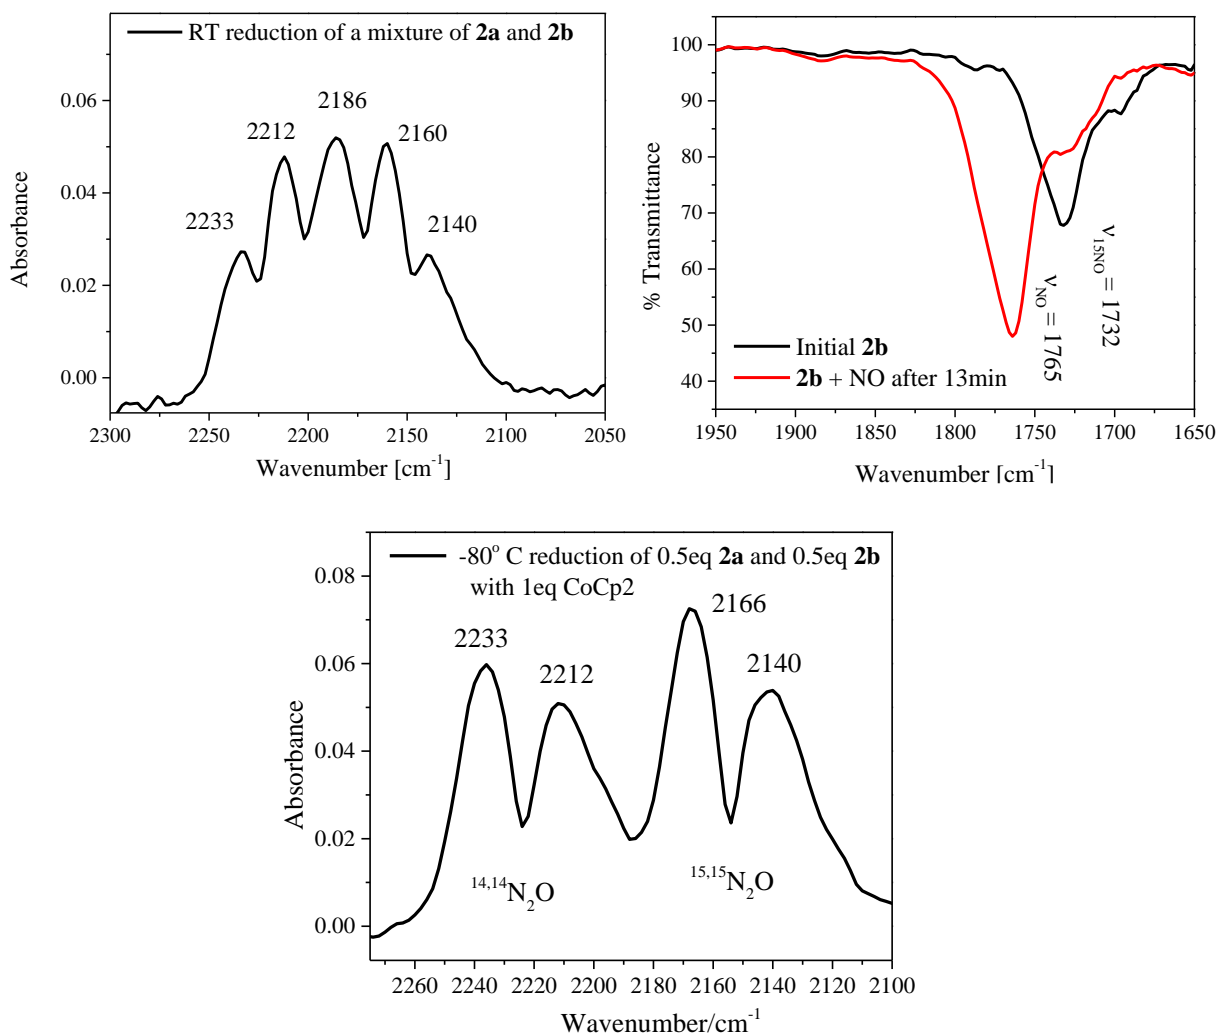 RT reduction of a mixture of 2a and 2b
2212
2186
2160
2233
2140
Absorbance
0.06
0.04
0.02
0.00
2300 2250 2200 2150 2100 2050
Wavenumber [cm⁻¹]
100
90
80
70
60
50
40
% Transmittance
ν15NO = 1732
νNO = 1765
Initial 2b
2b + NO after 13min
1950 1900 1850 1800 1750 1700 1650
Wavenumber [cm⁻¹]
-80° C reduction of 0.5eq 2a and 0.5eq 2b
with 1eq CoCp2
0.08
0.06
0.04
0.02
0.00
Absorbance
2233
2212
2166
2140
¹⁴,¹⁴N₂O
¹⁵,¹⁵N₂O
2260 2240 2220 2200 2180 2160 2140 2120 2100
Wavenumber/cm⁻¹